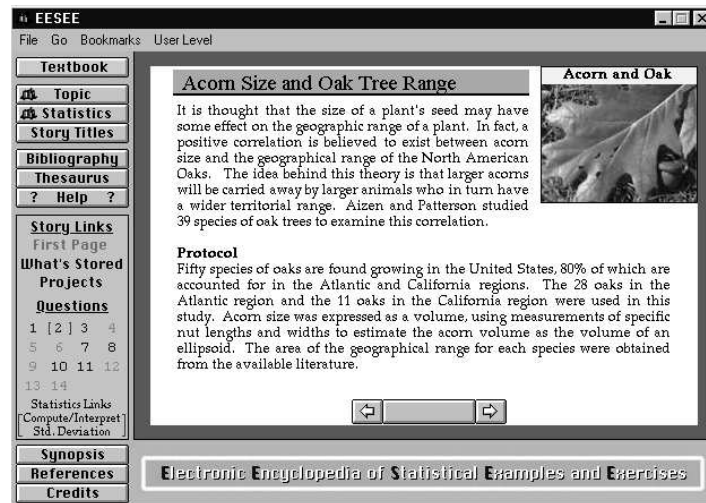 EESEE
File Go Bookmarks User Level
Textbook
Topic
Statistics
Story Titles
Bibliography
Thesaurus
? Help ?
Story Links
First Page
What's Stored
Projects
Questions
1 [2] 3 4
5 6 7 8
9 10 11 12
13 14
Statistics Links
[Compute/Interpret]
[Std. Deviation]
Synopsis
References
Credits
Acorn Size and Oak Tree Range
It is thought that the size of a plant's seed may have
some effect on the geographic range of a plant. In fact, a
positive correlation is believed to exist between acorn
size and the geographical range of the North American
Oaks. The idea behind this theory is that larger acorns
will be carried away by larger animals who in turn have
a wider territorial range. Aizen and Patterson studied
39 species of oak trees to examine this correlation.
Acorn and Oak
Protocol
Fifty species of oaks are found growing in the United States, 80% of which are
accounted for in the Atlantic and California regions. The 28 oaks in the
Atlantic region and the 11 oaks in the California region were used in this
study. Acorn size was expressed as a volume, using measurements of specific
nut lengths and widths to estimate the acorn volume as the volume of an
ellipsoid. The area of the geographical range for each species were obtained
from the available literature.
Electronic Encyclopedia of Statistical Examples and Exercises